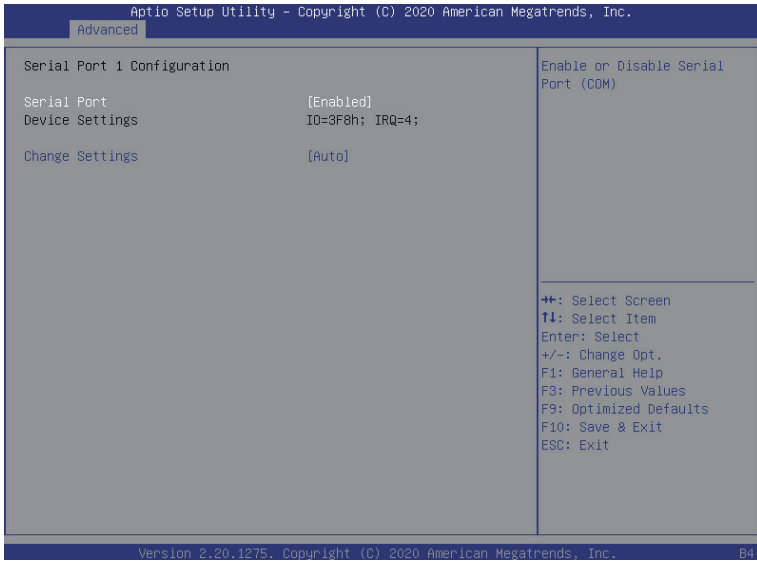 Aptio Setup Utility – Copyright (C) 2020 American Megatrends, Inc.
Advanced
Serial Port 1 Configuration
Serial Port [Enabled]
Device Settings IO=3F8h; IRQ=4;
Change Settings [Auto]
Enable or Disable Serial
Port (COM)
→←: Select Screen
↑↓: Select Item
Enter: Select
+/-: Change Opt.
F1: General Help
F3: Previous Values
F9: Optimized Defaults
F10: Save & Exit
ESC: Exit
Version 2.20.1275. Copyright (C) 2020 American Megatrends, Inc.
B4